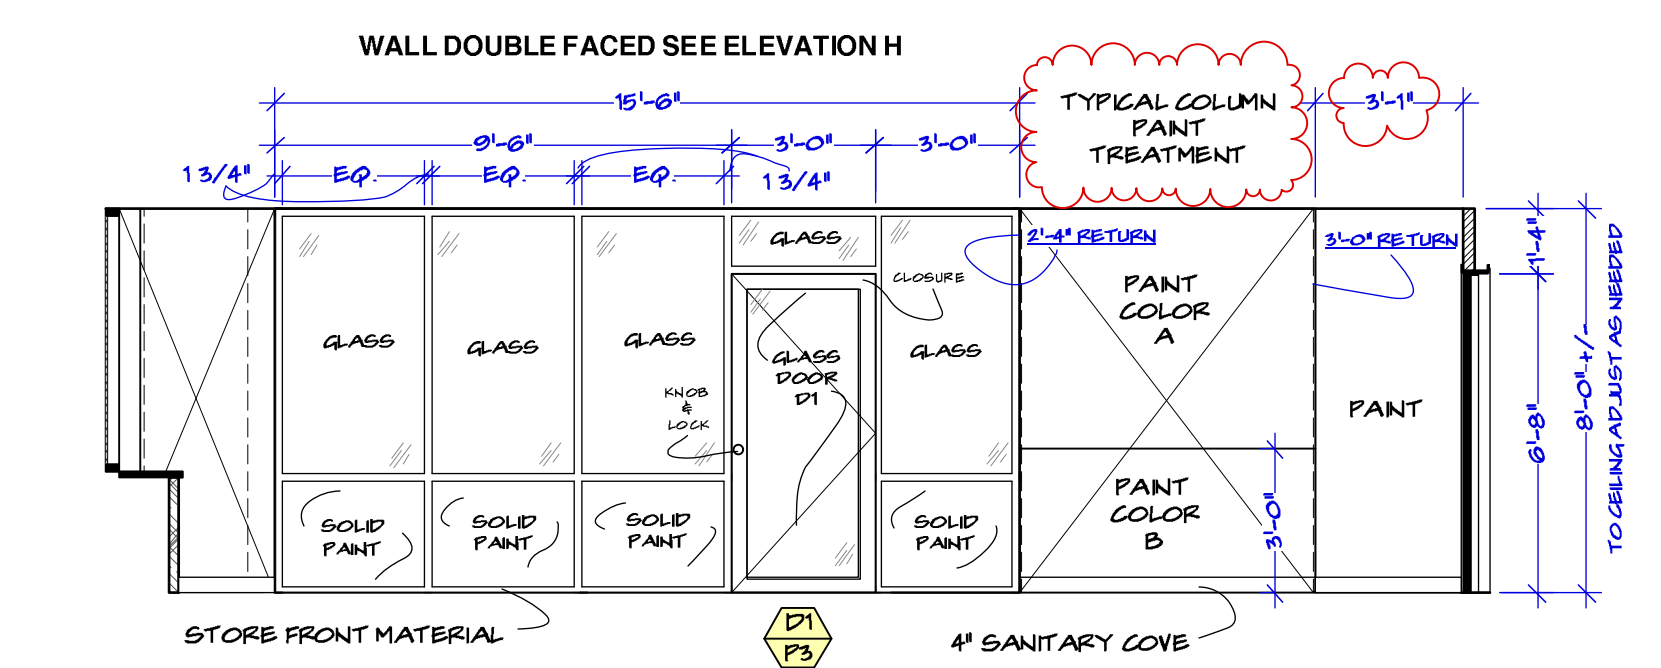 WALL DOUBLE FACED SEE ELEVATION H
15'-6"
TYPICAL COLUMN
PAINT
TREATMENT
3'-1"
9'-6"
3'-0"
3'-0"
1 3/4"
EQ.
EQ.
EQ.
1 3/4"
GLASS
2'-4" RETURN
3'-0" RETURN
1'-4"
CLOSURE
PAINT
COLOR
A
GLASS
GLASS
GLASS
GLASS
DOOR
D1
GLASS
KNOB
&
LOCK
PAINT
6'-8"
8'-0"+/-
TO CEILING ADJUST AS NEEDED
SOLID
PAINT
SOLID
PAINT
SOLID
PAINT
SOLID
PAINT
PAINT
COLOR
B
3'-0"
STORE FRONT MATERIAL
D1
P3
4" SANITARY COVE